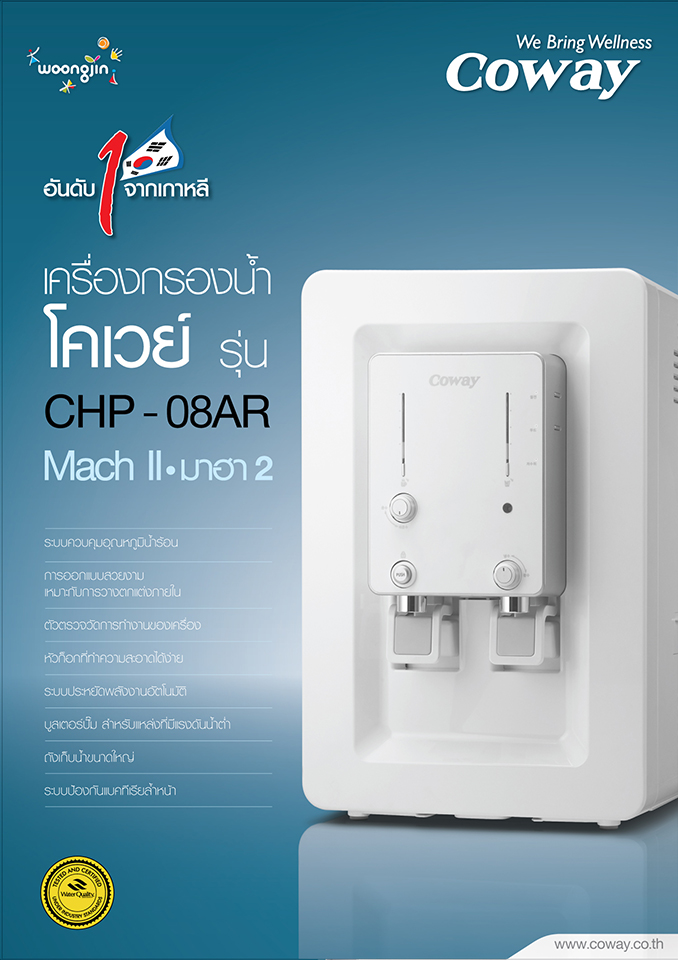 woongjin
We Bring Wellness
Coway
อันดับ 1 จากเกาหลี
เครื่องกรองน้ำ
โคเวย์ รุ่น
CHP - 08AR
Mach II • มาฮา 2
ระบบควบคุมอุณหภูมิน้ำร้อน
การออกแบบสวยงาม
เหมาะกับการวางตกแต่งภายใน
ตัวตรวจวัดการทำงานของเครื่อง
หัวก็อกที่ทำความสะอาดได้ง่าย
ระบบประหยัดพลังงานอัตโนมัติ
บูสเตอร์ปั๊ม สำหรับแหล่งที่มีแรงดันน้ำต่ำ
ถังเก็บน้ำขนาดใหญ่
ระบบป้องกันแบคทีเรียล้ำหน้า
Coway
PUSH
TESTED AND CERTIFIED
Water Quality
UNDER INDUSTRY STANDARDS
www.coway.co.th